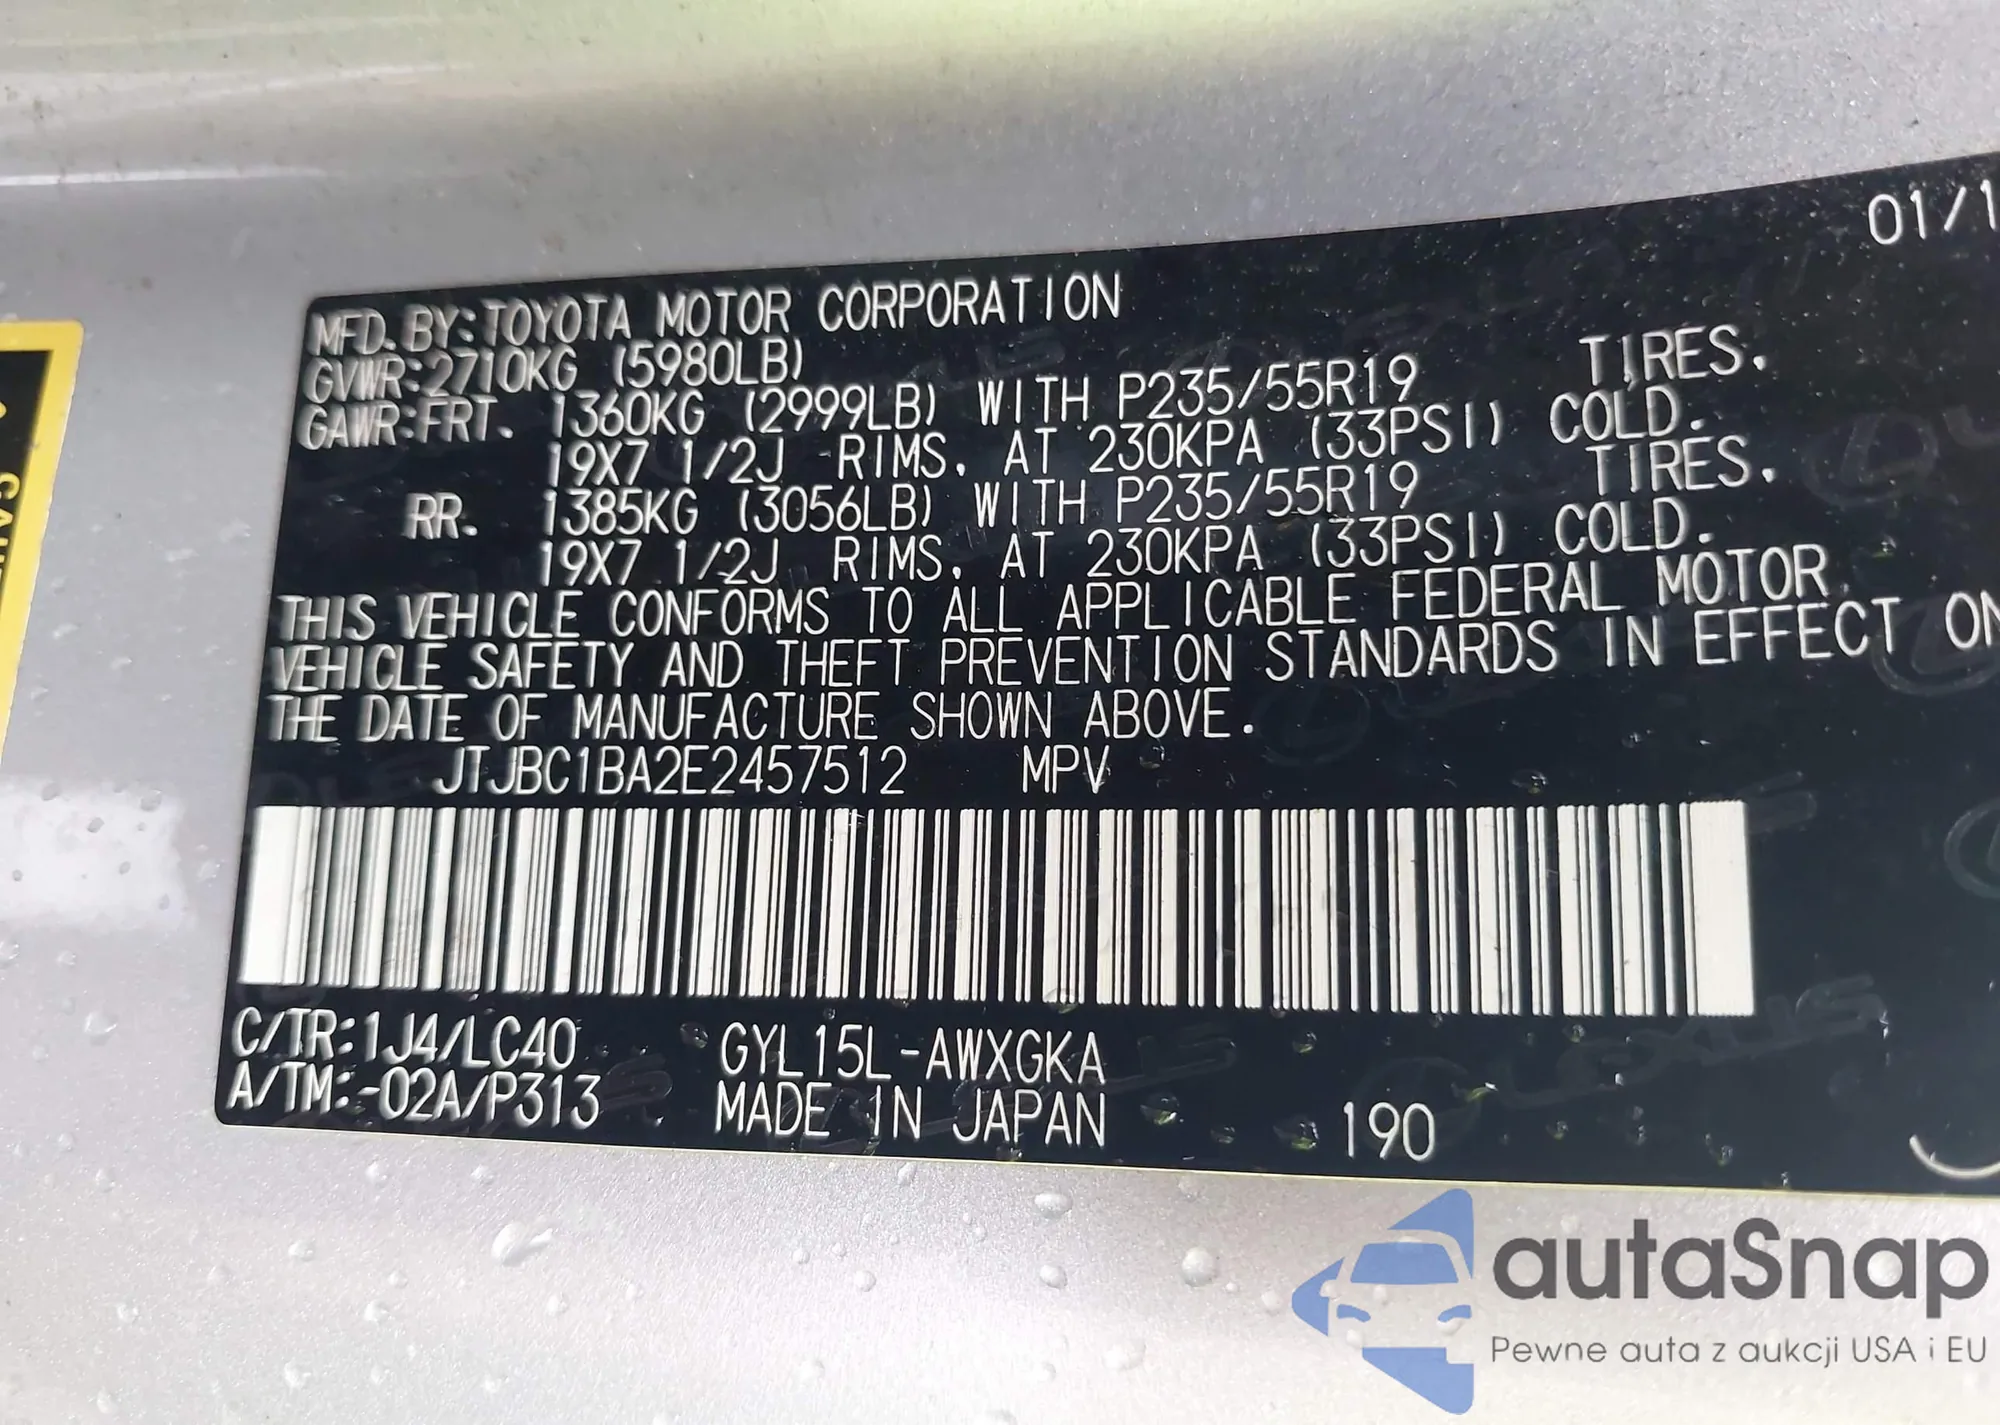 01/1
MFD. BY:TOYOTA MOTOR CORPORATION
GVWR:2710KG (5980LB)
GAWR:FRT. 1360KG (2999LB) WITH P235/55R19 TIRES,
19X7 1/2J RIMS, AT 230KPA (33PSI) COLD.
RR. 1385KG (3056LB) WITH P235/55R19 TIRES,
19X7 1/2J RIMS, AT 230KPA (33PSI) COLD.
THIS VEHICLE CONFORMS TO ALL APPLICABLE FEDERAL MOTOR
VEHICLE SAFETY AND THEFT PREVENTION STANDARDS IN EFFECT ON
THE DATE OF MANUFACTURE SHOWN ABOVE.
JTJBC1BA2E2457512 MPV
C/TR:1J4/LC40 GYL15L-AWXGKA
A/TM:-02A/P313 MADE IN JAPAN 190
autaSnap
Pewne auta z aukcji USA i EU